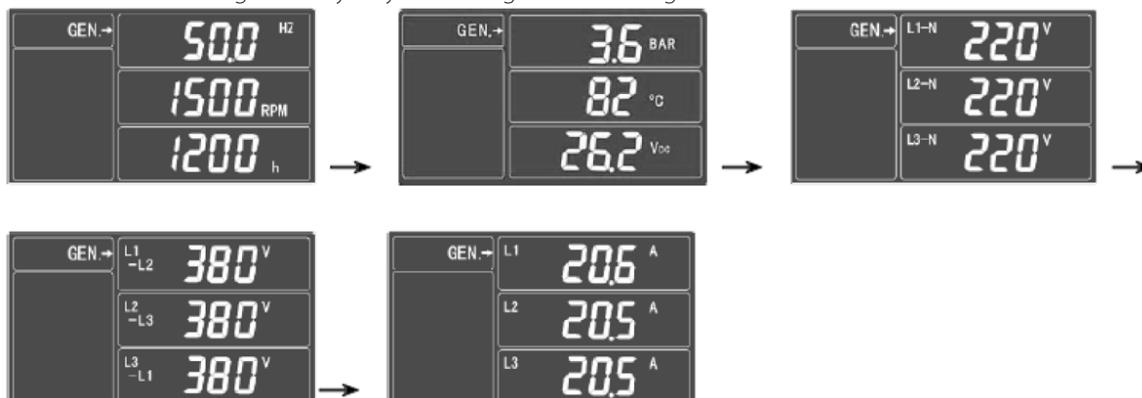 GEN.→ 50.0 HZ
1500 RPM
1200 h
GEN.→ 3.6 BAR
82 °C
26.2 VDC
GEN.→ L1-N 220 V
L2-N 220 V
L3-N 220 V
GEN.→ L1-L2 380 V
L2-L3 380 V
L3-L1 380 V
GEN.→ L1 20.6 A
L2 20.5 A
L3 20.5 A